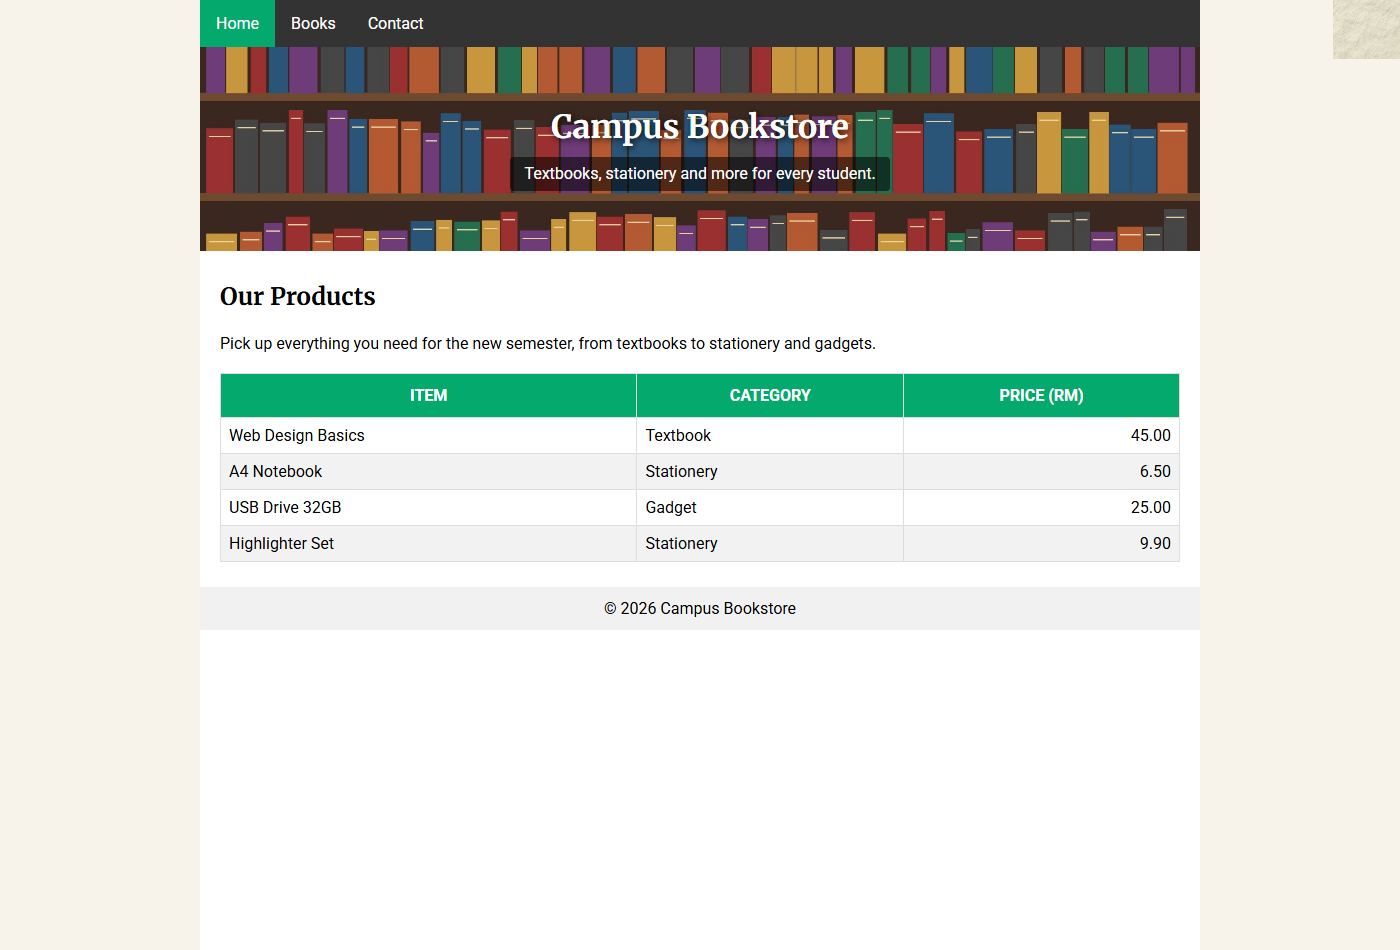 Home Books Contact
Campus Bookstore
Textbooks, stationery and more for every student.
Our Products
Pick up everything you need for the new semester, from textbooks to stationery and gadgets.
ITEM CATEGORY PRICE (RM)
Web Design Basics Textbook 45.00
A4 Notebook Stationery 6.50
USB Drive 32GB Gadget 25.00
Highlighter Set Stationery 9.90
© 2026 Campus Bookstore